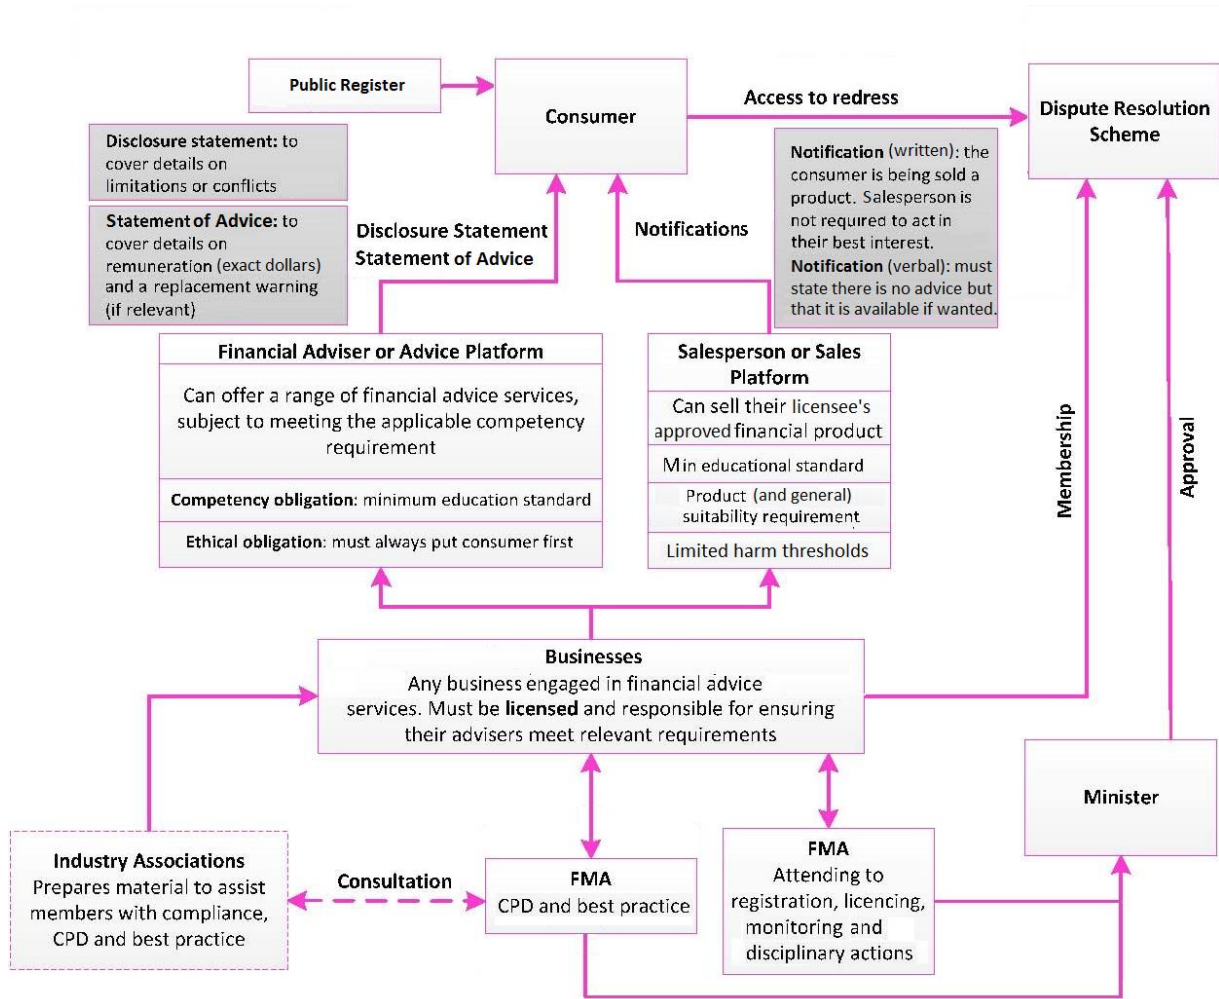 Public Register
Consumer
Access to redress
Dispute Resolution
Scheme
Disclosure statement: to
cover details on
limitations or conflicts
Statement of Advice: to
cover details on
remuneration (exact dollars)
and a replacement warning
(if relevant)
Disclosure Statement
Statement of Advice
Notifications
Notification (written): the
consumer is being sold a
product. Salesperson is
not required to act in
their best interest.
Notification (verbal): must
state there is no advice but
that it is available if wanted.
Financial Adviser or Advice Platform
Can offer a range of financial advice services,
subject to meeting the applicable competency
requirement
Competency obligation: minimum education standard
Ethical obligation: must always put consumer first
Salesperson or Sales
Platform
Can sell their licensee's
approved financial product
Min educational standard
Product (and general)
suitability requirement
Limited harm thresholds
Membership
Approval
Businesses
Any business engaged in financial advice
services. Must be licensed and responsible for ensuring
their advisers meet relevant requirements
Minister
Industry Associations
Prepares material to assist
members with compliance,
CPD and best practice
Consultation
FMA
CPD and best practice
FMA
Attending to
registration, licencing,
monitoring and
disciplinary actions